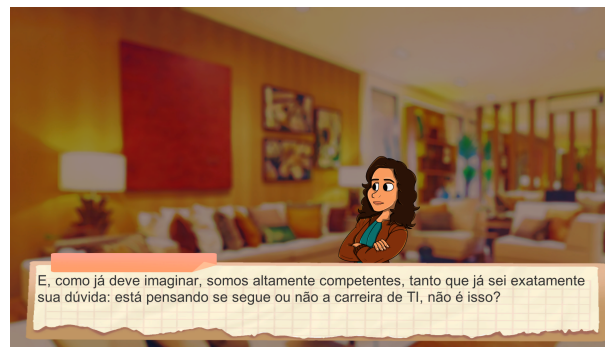 E, como já deve imaginar, somos altamente competentes, tanto que já sei exatamente
sua dúvida: está pensando se segue ou não a carreira de TI, não é isso?